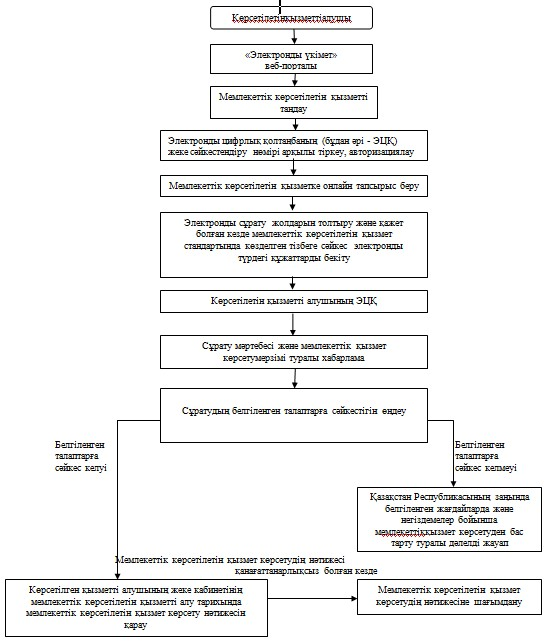 Көрсетілетінқызметтіалушы
«Электронды үкімет»
веб-порталы
Мемлекеттік көрсетілетін қызметті
таңдау
Электронды цифрлық қолтаңбаның (бұдан әрі - ЭЦҚ)
жеке сәйкестендіру нөмірі арқылы тіркеу, авторизациялау
Мемлекеттік көрсетілетін қызметке онлайн тапсырыс беру
Электронды сұрату жолдарын толтыру және қажет
болған кезде мемлекеттік көрсетілетін қызмет
стандартында көзделген тізбеге сәйкес электронды
түрдегі құжаттарды бекіту
Көрсетілетін қызметті алушының ЭЦҚ
Сұрату мәртебесі және мемлекеттік қызмет
көрсетумерзімі туралы хабарлама
Сұратудың белгіленген талаптарға сәйкестігін өңдеу
Белгіленген
талаптарға
сәйкес келуі
Белгіленген
талаптарға
сәйкес келмеуі
Қазақстан Республикасының заңында
белгіленген жағдайларда және
негіздемелер бойынша
мемлекеттікқызмет көрсетуден бас
тарту туралы дәлелді жауап
Мемлекеттік көрсетілетін қызмет көрсетудің нәтижесі
қанағаттанарлықсыз болған кезде
Көрсетілген қызметті алушының жеке кабинетінің
мемлекеттік көрсетілетін қызметті алу тарихында
мемлекеттік көрсетілетін қызмет көрсету нәтижесін
қарау
Мемлекеттік көрсетілетін қызмет
көрсетудің нәтижесіне шағымдану